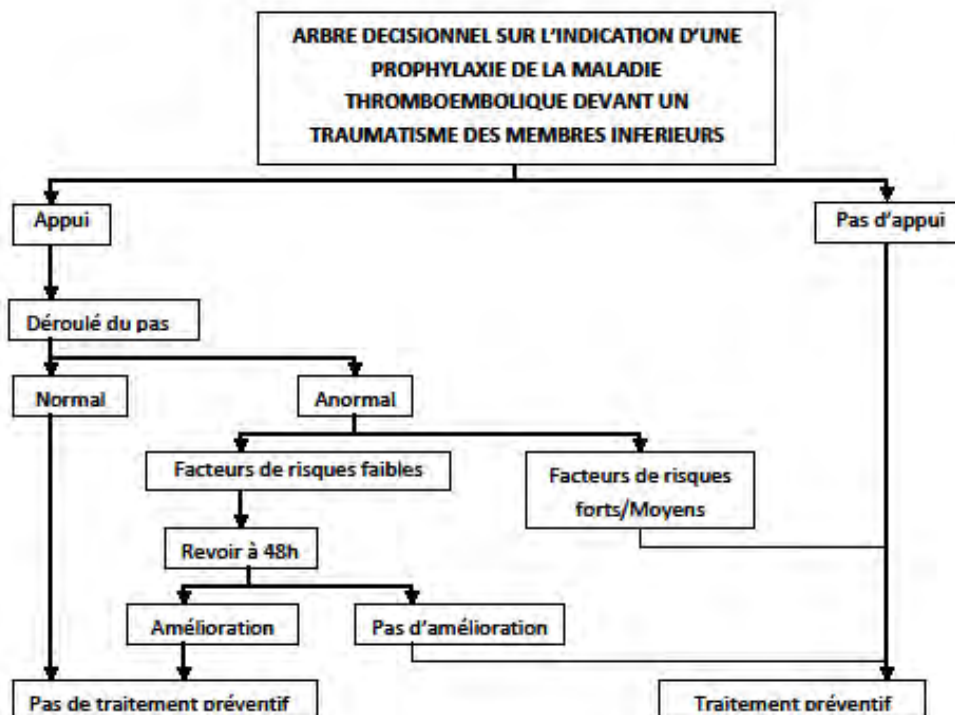 ARBRE DECISIONNEL SUR L'INDICATION D'UNE
PROPHYLAXIE DE LA MALADIE
THROMBOEMBOLIQUE DEVANT UN
TRAUMATISME DES MEMBRES INFERIEURS
Appui
Pas d'appui
Déroulé du pas
Normal
Anormal
Facteurs de risques faibles
Facteurs de risques
forts/Moyens
Revoir à 48h
Amélioration
Pas d'amélioration
Pas de traitement préventif
Traitement préventif